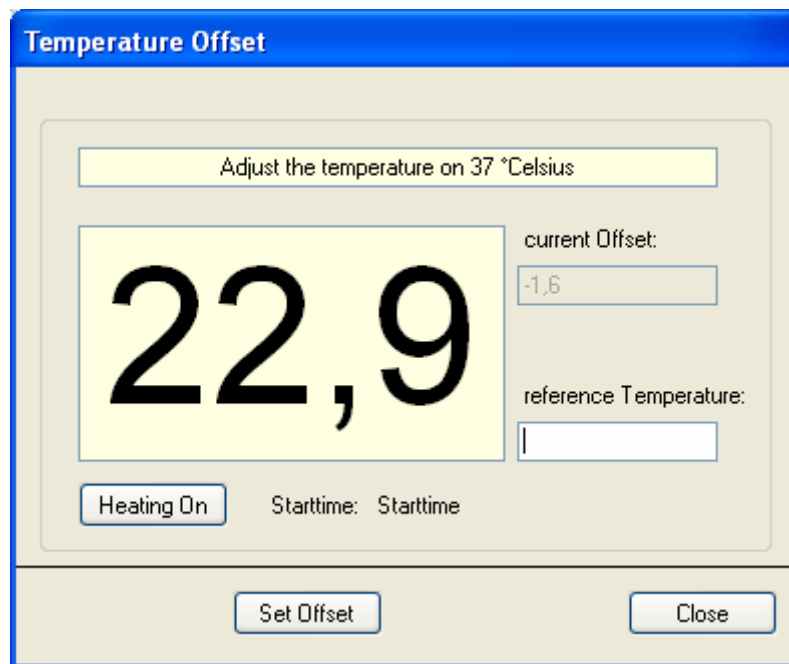 Temperature Offset
Adjust the temperature on 37 °Celsius
22,9
current Offset:
-1,6
reference Temperature:
Heating On
Starttime: Starttime
Set Offset
Close